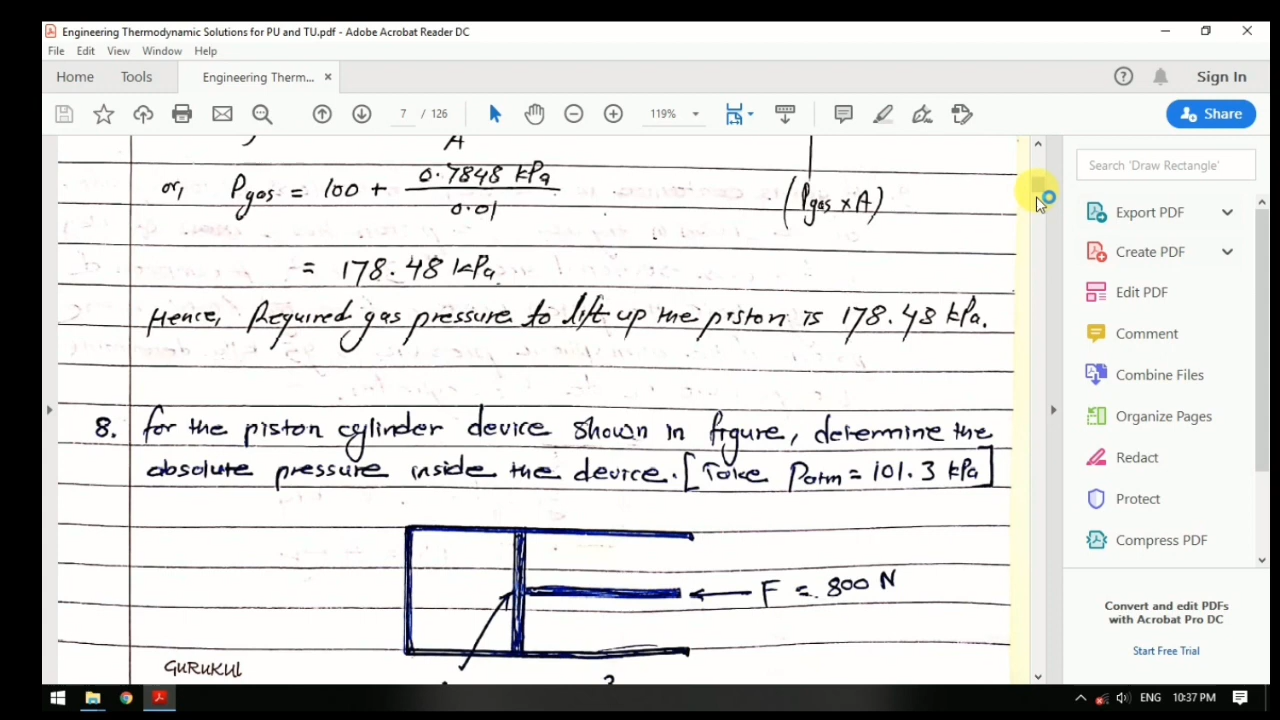 Engineering Thermodynamic Solutions for PU and TU.pdf - Adobe Acrobat Reader DC
File Edit View Window Help
Home Tools Engineering Therm... × Sign In
7 / 126 119% Share
A
or, Pgas = 100 + 0.7848 kPa
0.01
(Pgas × A)
= 178.48 kPa.
Hence, Required gas pressure to lift up the piston is 178.48 kPa.
8. for the piston cylinder device shown in figure, determine the
absolute pressure inside the device. [Take Patm = 101.3 kPa]
F = 800 N
GURUKUL
Search 'Draw Rectangle'
Export PDF
Create PDF
Edit PDF
Comment
Combine Files
Organize Pages
Redact
Protect
Compress PDF
Convert and edit PDFs
with Acrobat Pro DC
Start Free Trial
ENG 10:37 PM